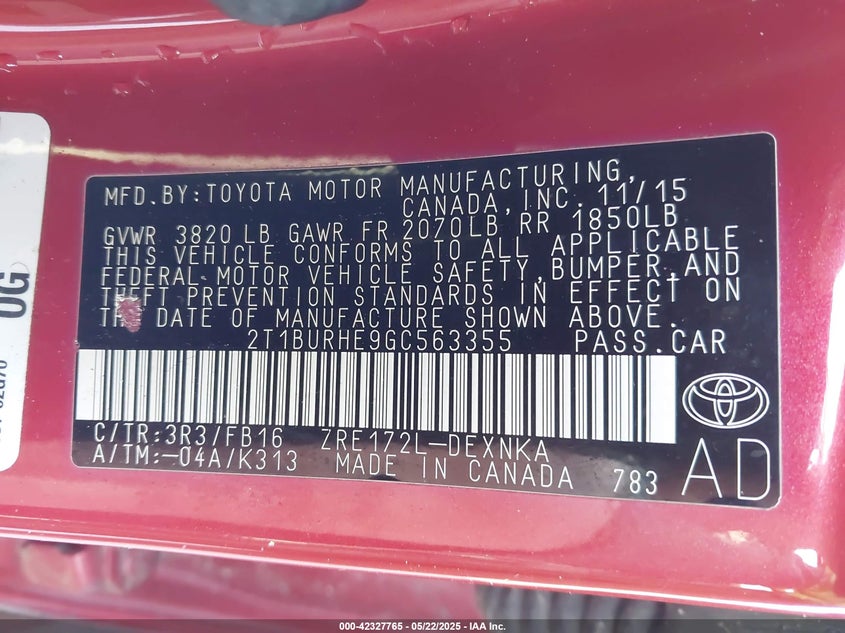 MFD.BY:TOYOTA MOTOR MANUFACTURING,
CANADA,INC. 11/15
GVWR 3820 LB GAWR FR 2070LB RR 1850LB
THIS VEHICLE CONFORMS TO ALL APPLICABLE
FEDERAL MOTOR VEHICLE SAFETY,BUMPER,AND
THEFT PREVENTION STANDARDS IN EFFECT ON
THE DATE OF MANUFACTURE SHOWN ABOVE.
2T1BURHE9GC563355 PASS.CAR
C/TR:3R3/FB16 ZRE172L-DEXNKA
A/TM:-04A/K313 MADE IN CANADA 783
AD
0G
000-42327765 - 05/22/2025 - IAA Inc.